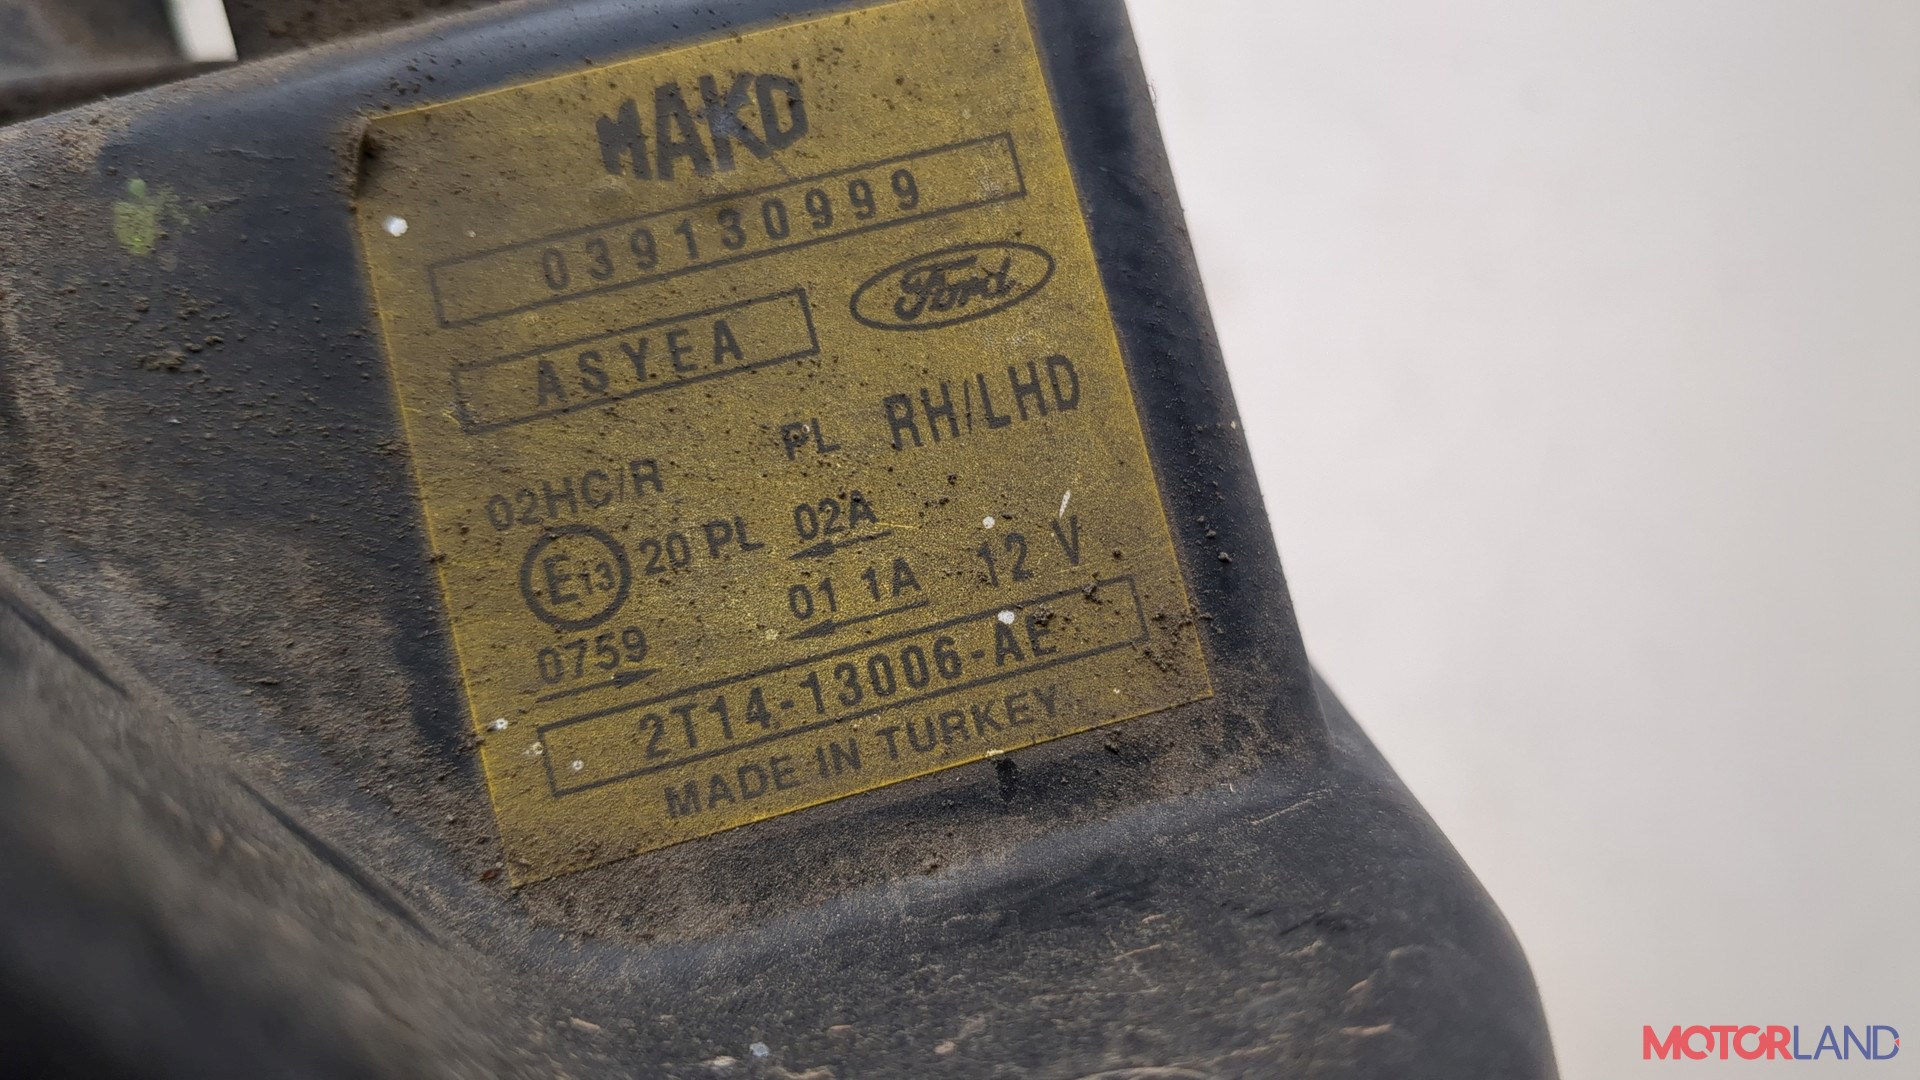 MAKO
039130999
Ford
ASYEA
PL RH/LHD
02HC/R
E13 20 PL 02A
01 1A 12 V
0759
2T14-13006-AE
MADE IN TURKEY
MOTORLAND